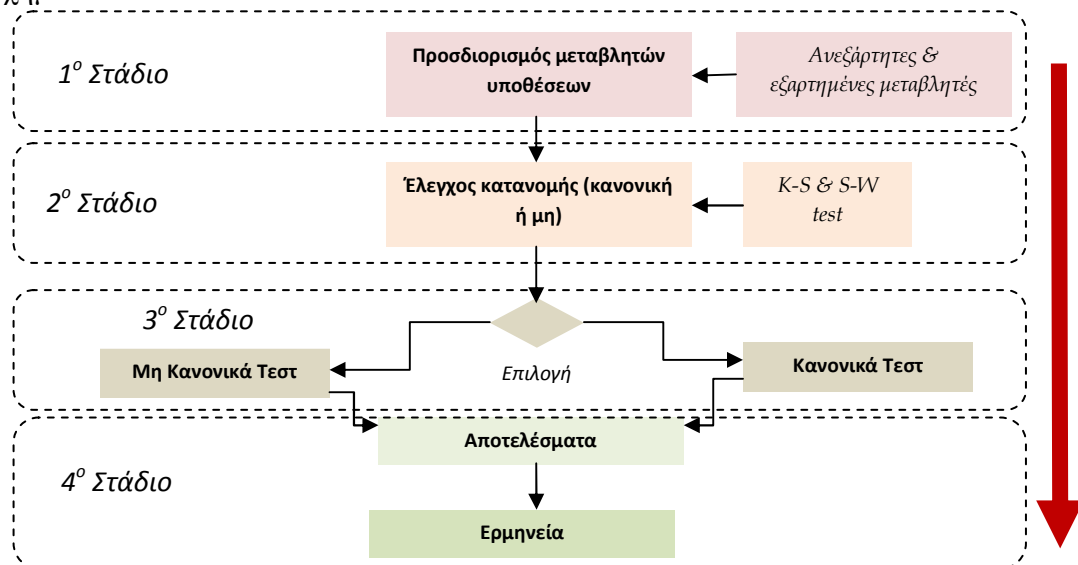 1ο Στάδιο
Προσδιορισμός μεταβλητών
υποθέσεων
Ανεξάρτητες &
εξαρτημένες μεταβλητές
2ο Στάδιο
Έλεγχος κατανομής (κανονική
ή μη)
K-S & S-W
test
3ο Στάδιο
Μη Κανονικά Τεστ
Επιλογή
Κανονικά Τεστ
4ο Στάδιο
Αποτελέσματα
Ερμηνεία